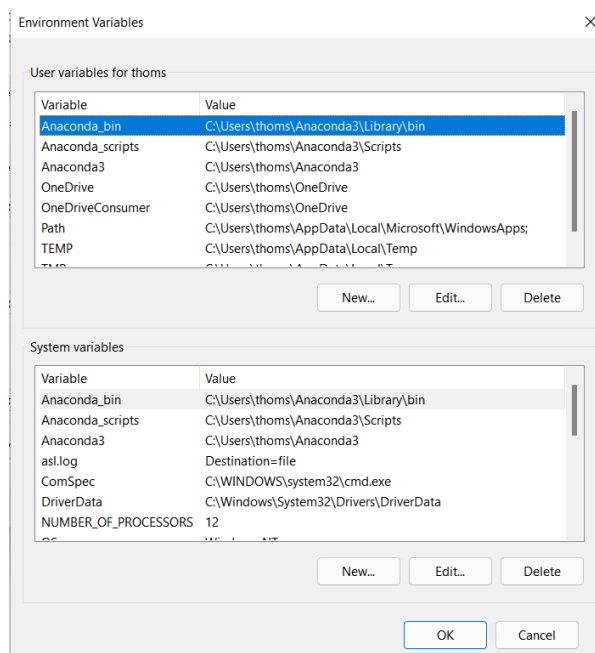 Environment Variables
User variables for thoms
Variable Value
Anaconda_bin C:\Users\thoms\Anaconda3\Library\bin
Anaconda_scripts C:\Users\thoms\Anaconda3\Scripts
Anaconda3 C:\Users\thoms\Anaconda3
OneDrive C:\Users\thoms\OneDrive
OneDriveConsumer C:\Users\thoms\OneDrive
Path C:\Users\thoms\AppData\Local\Microsoft\WindowsApps;
TEMP C:\Users\thoms\AppData\Local\Temp
New... Edit... Delete
System variables
Variable Value
Anaconda_bin C:\Users\thoms\Anaconda3\Library\bin
Anaconda_scripts C:\Users\thoms\Anaconda3\Scripts
Anaconda3 C:\Users\thoms\Anaconda3
asl.log Destination=file
ComSpec C:\WINDOWS\system32\cmd.exe
DriverData C:\Windows\System32\Drivers\DriverData
NUMBER_OF_PROCESSORS 12
New... Edit... Delete
OK Cancel